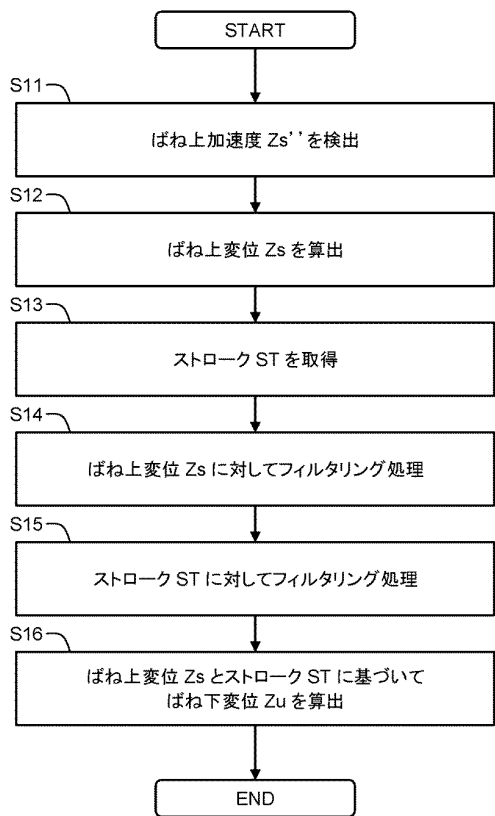 START
S11
ばね上加速度 Zs’’を検出
S12
ばね上変位 Zs を算出
S13
ストローク ST を取得
S14
ばね上変位 Zs に対してフィルタリング処理
S15
ストローク ST に対してフィルタリング処理
S16
ばね上変位 Zs とストローク ST に基づいて
ばね下変位 Zu を算出
END